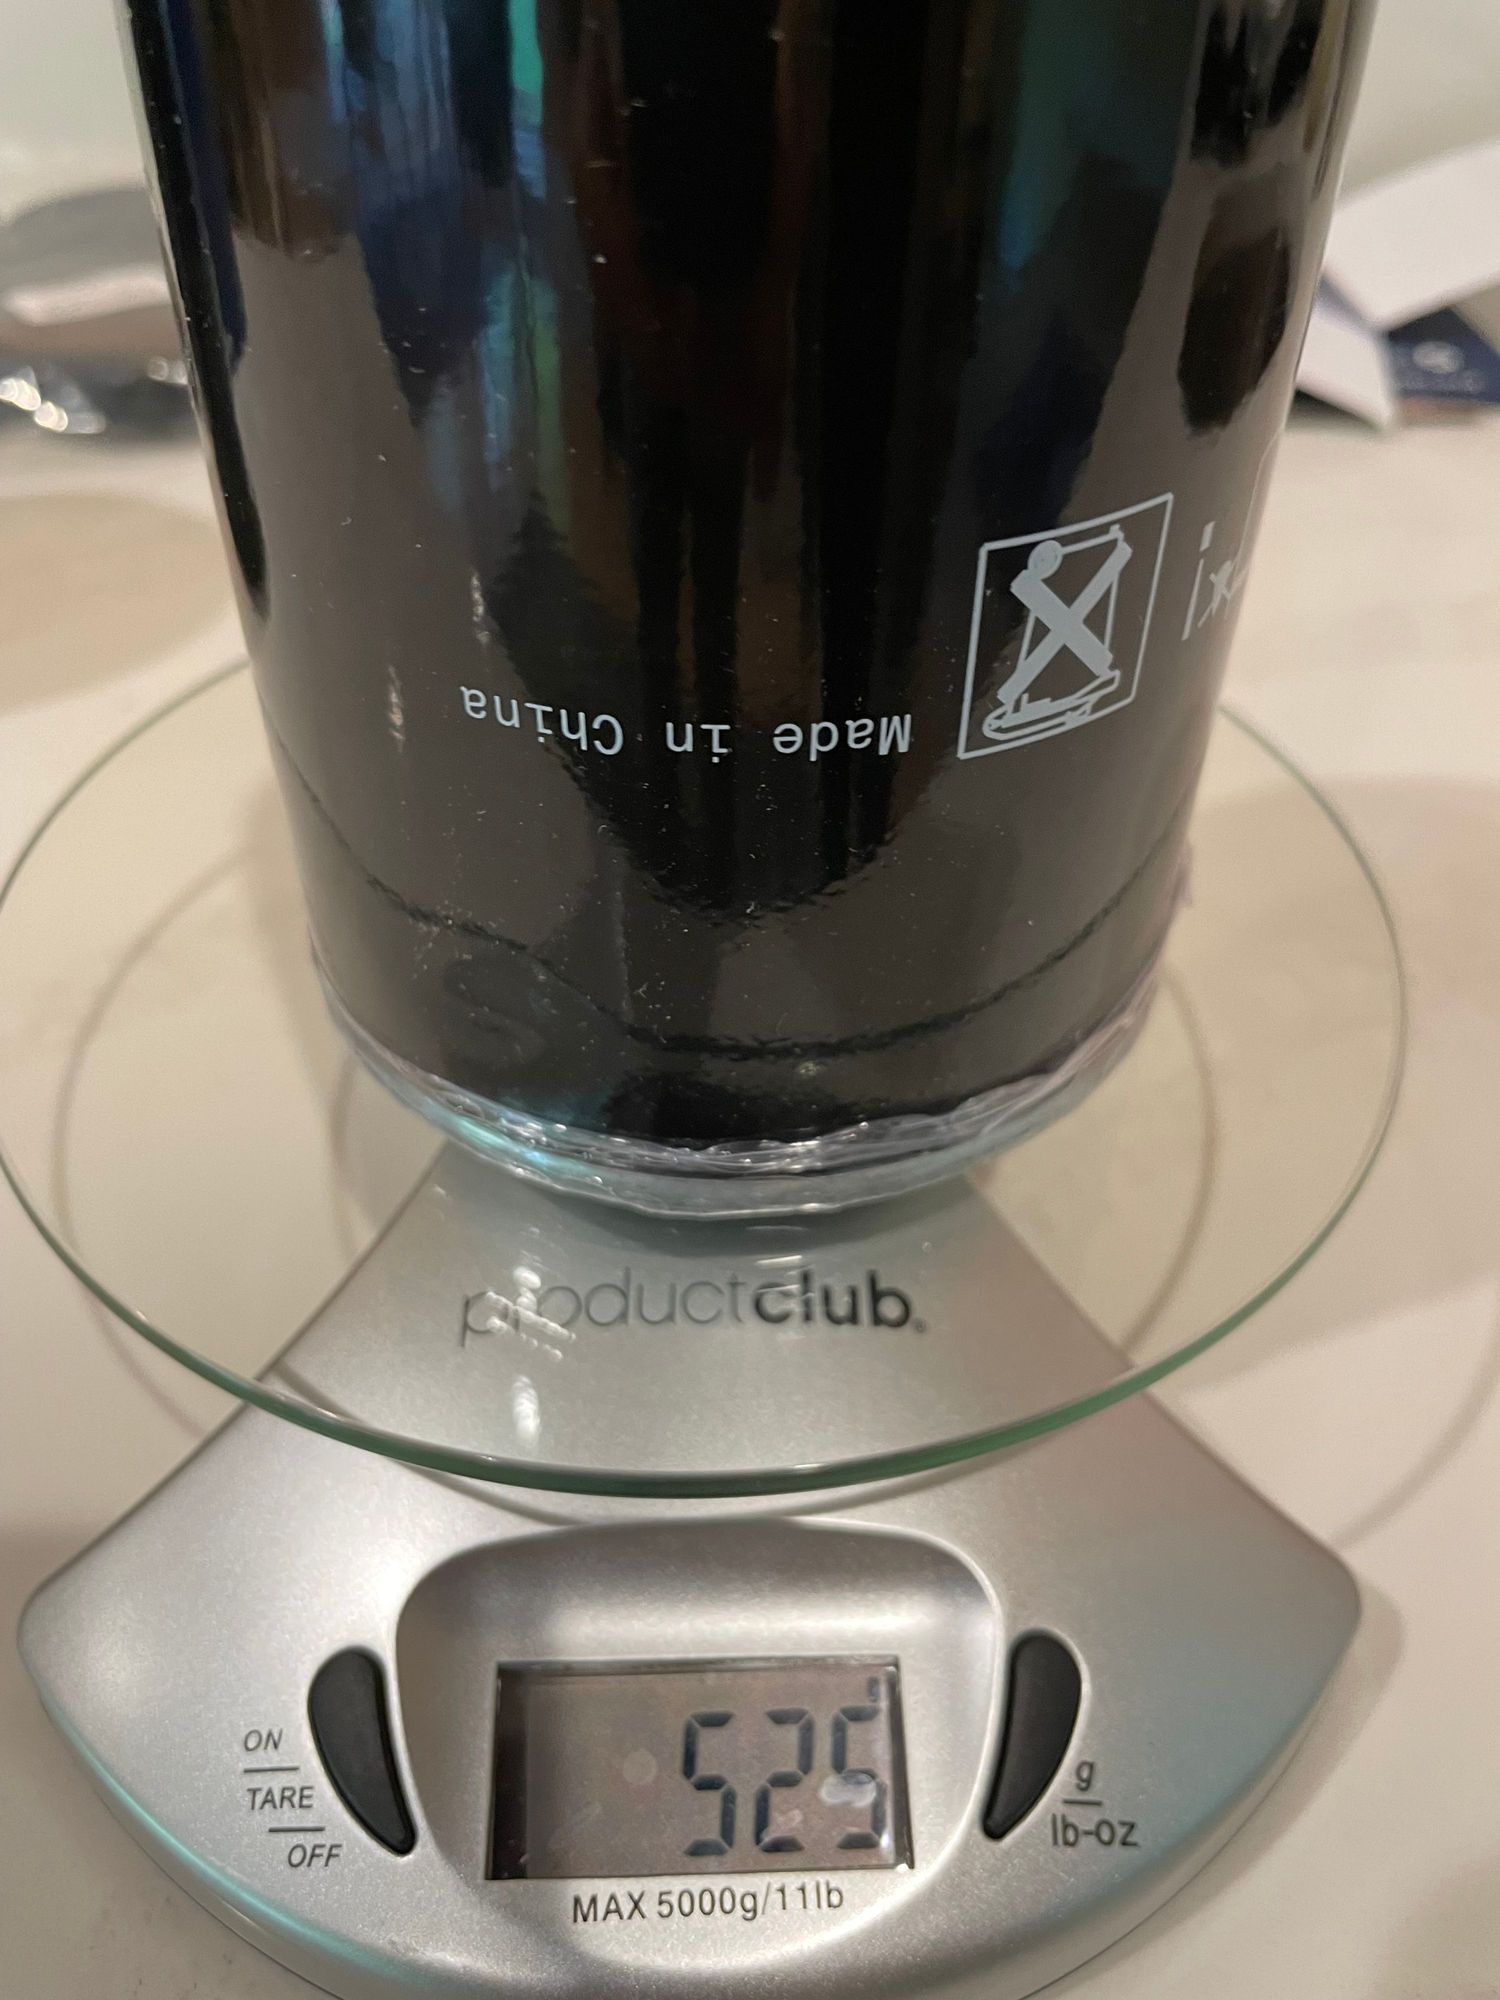 Made in China
productclub®
525 g
ON
TARE
OFF
g
lb-oz
MAX 5000g/11lb